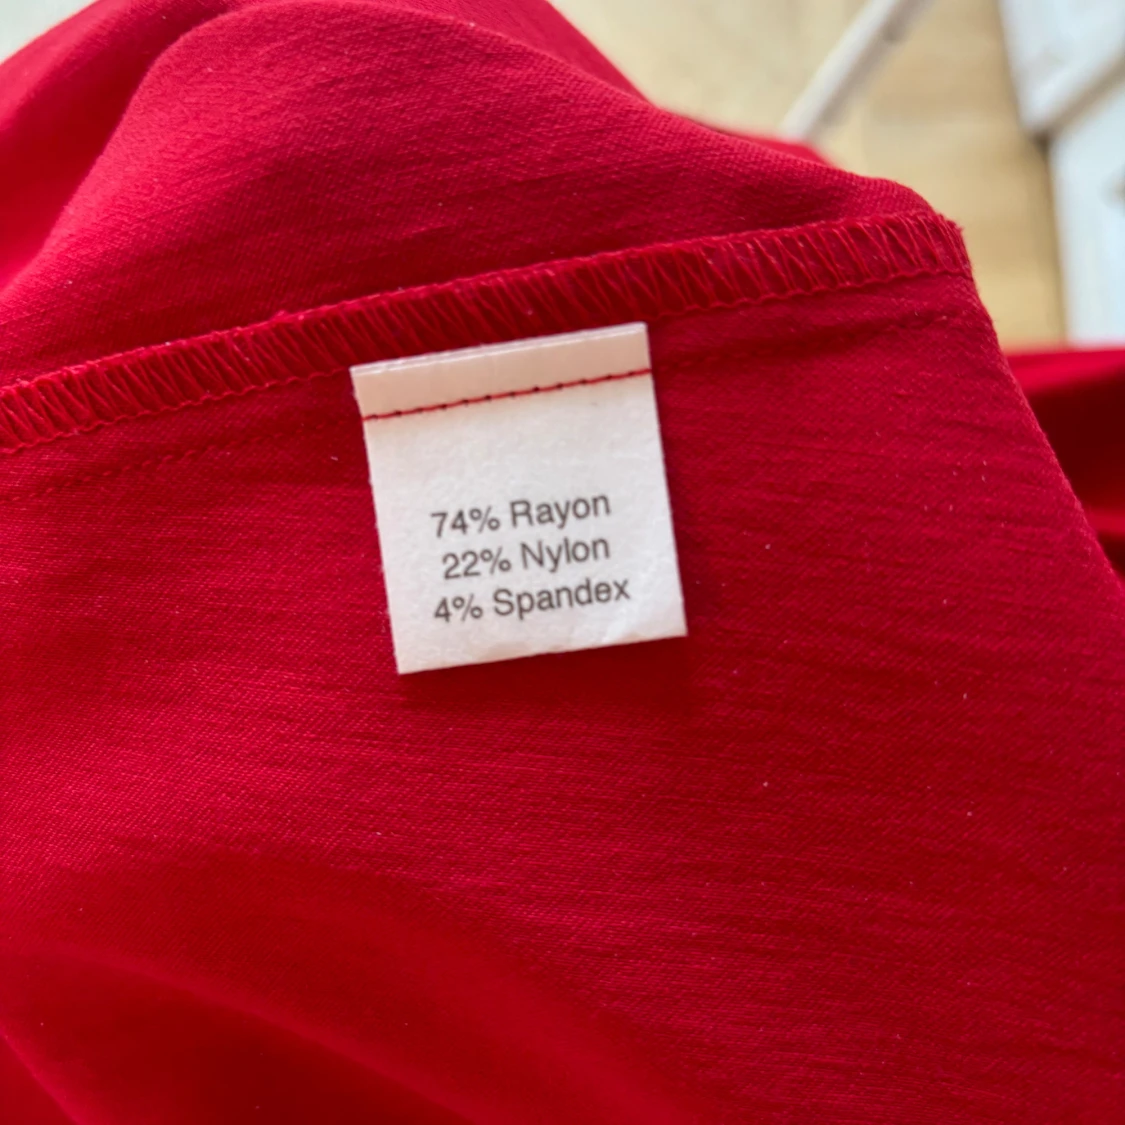 74% Rayon
22% Nylon
4% Spandex